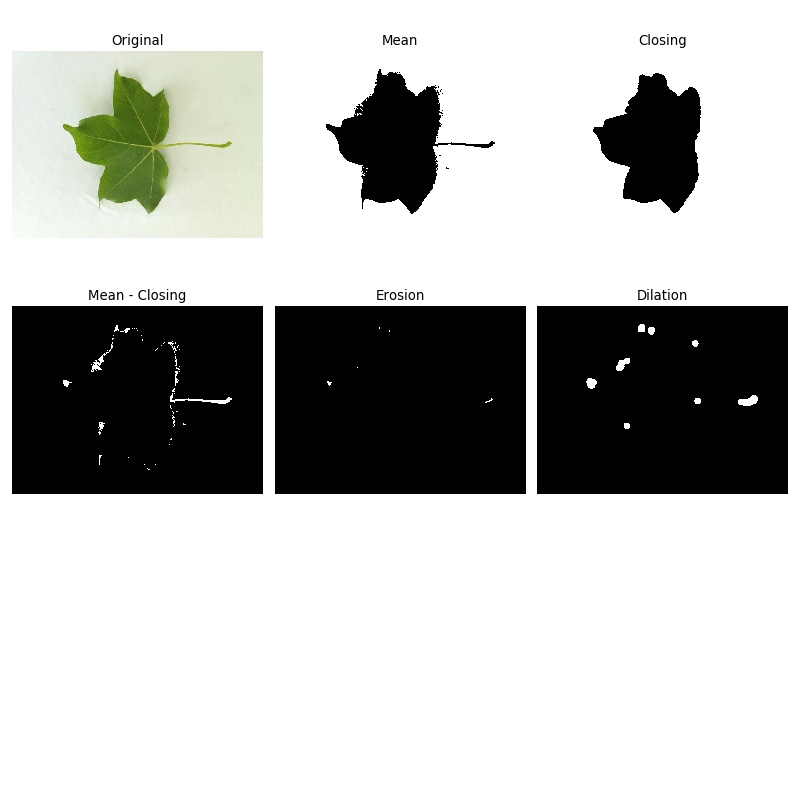 Original
Mean
Closing
Mean - Closing
Erosion
Dilation